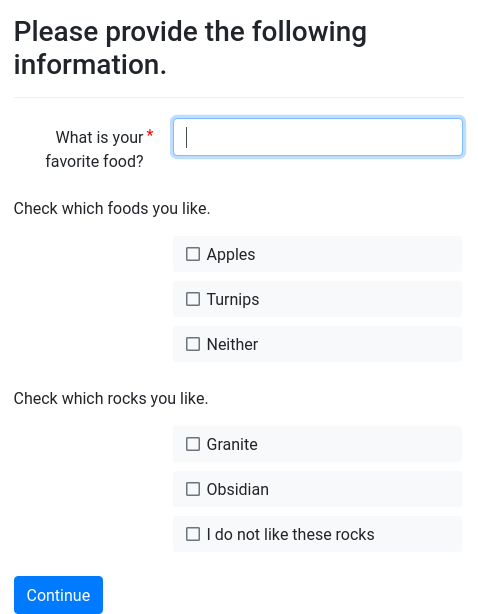 Please provide the following
information.
What is your *
favorite food?
Check which foods you like.
Apples
Turnips
Neither
Check which rocks you like.
Granite
Obsidian
I do not like these rocks
Continue